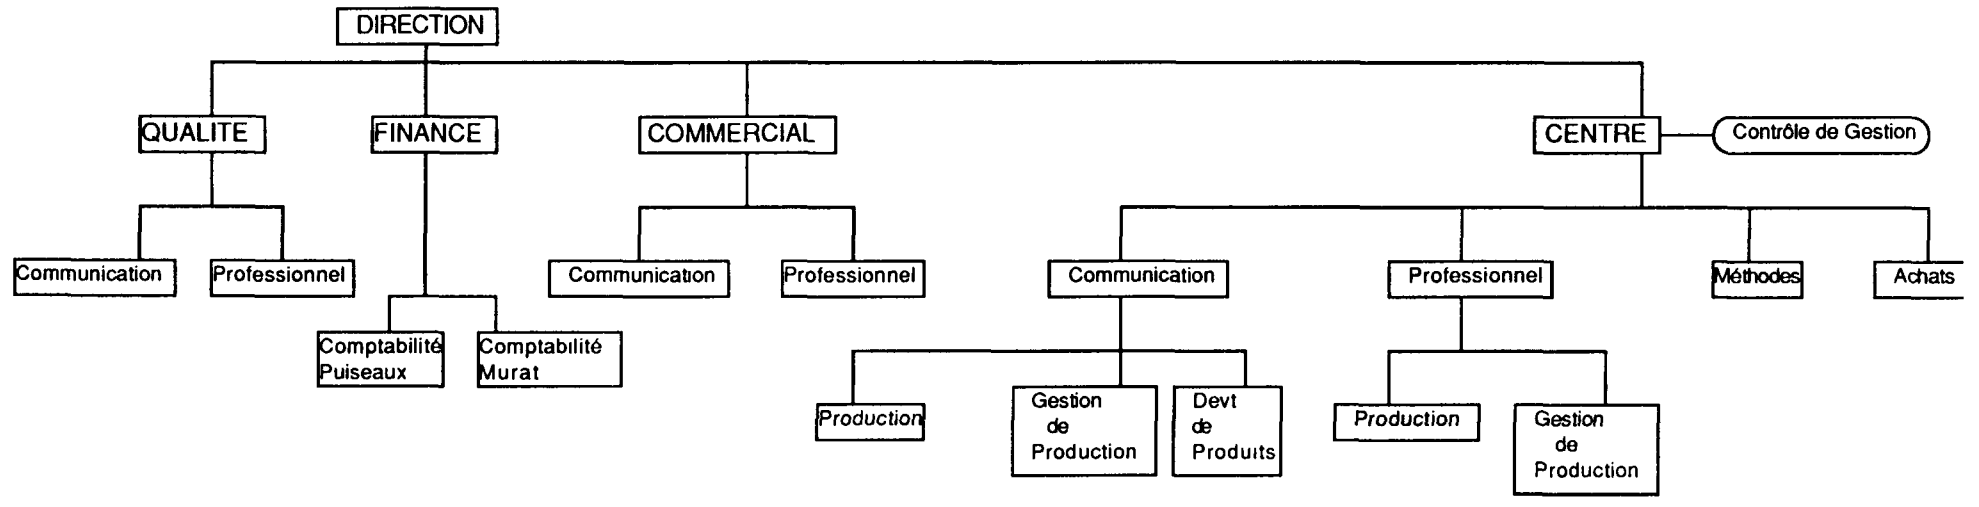 DIRECTION
QUALITE
FINANCE
COMMERCIAL
CENTRE
Contrôle de Gestion
Communication
Professionnel
Communication
Professionnel
Communication
Professionnel
Méthodes
Achats
Comptabilité
Puiseaux
Comptabilité
Murat
Production
Gestion
de
Production
Devt
de
Produits
Production
Gestion
de
Production